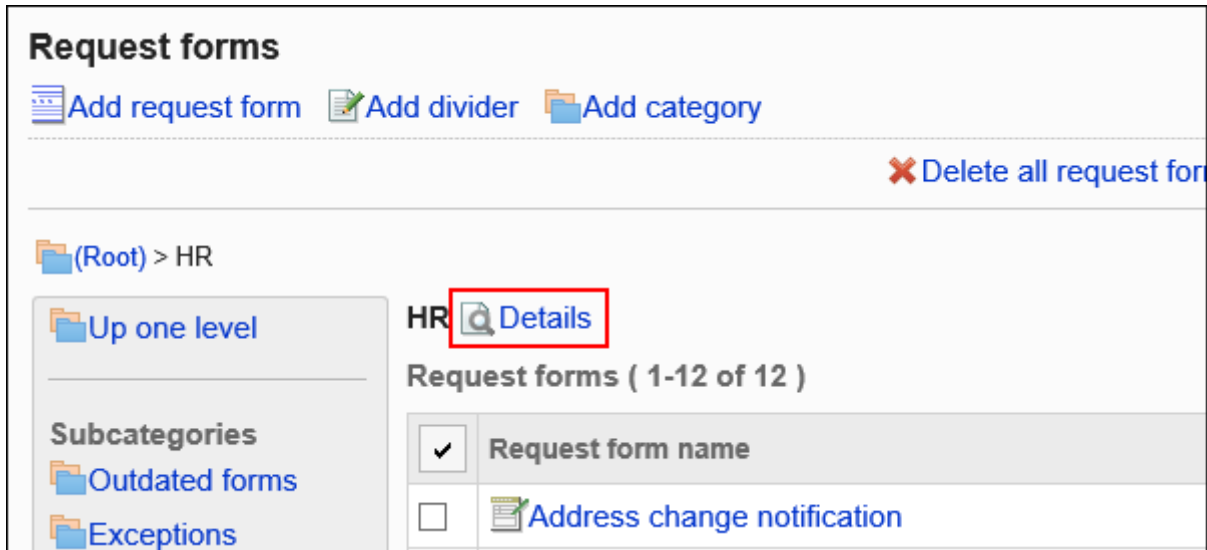 Request forms
Add request form Add divider Add category
Delete all request for
(Root) > HR
Up one level
Subcategories
Outdated forms
Exceptions
HR Details
Request forms ( 1-12 of 12 )
Request form name
Address change notification